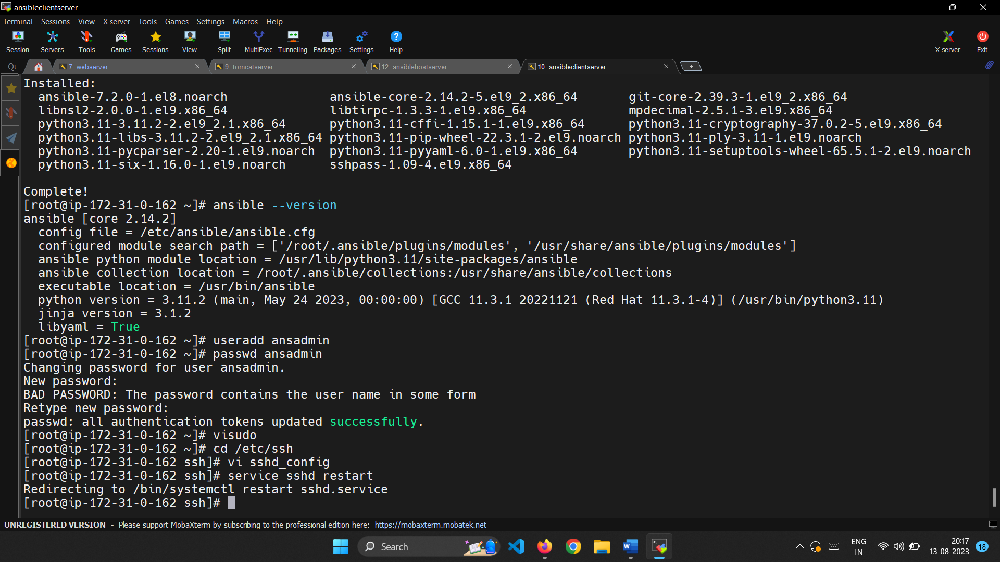 ansibleclientserver
Terminal Sessions View X server Tools Games Settings Macros Help
Session Servers Tools Games Sessions View Split MultiExec Tunneling Packages Settings Help X server Exit
7. webserver 9. tomcatserver 12. ansiblehostserver 10. ansibleclientserver
Installed:
ansible-7.2.0-1.el8.noarch ansible-core-2.14.2-5.el9_2.x86_64 git-core-2.39.3-1.el9_2.x86_64
libnsl2-2.0.0-1.el9.x86_64 libtirpc-1.3.3-1.el9.x86_64 mpdecimal-2.5.1-3.el9.x86_64
python3.11-3.11.2-2.el9_2.1.x86_64 python3.11-cffi-1.15.1-1.el9.x86_64 python3.11-cryptography-37.0.2-5.el9.x86_64
python3.11-libs-3.11.2-2.el9_2.1.x86_64 python3.11-pip-wheel-22.3.1-2.el9.noarch python3.11-ply-3.11-1.el9.noarch
python3.11-pycparser-2.20-1.el9.noarch python3.11-pyyaml-6.0-1.el9.x86_64 python3.11-setuptools-wheel-65.5.1-2.el9.noarch
python3.11-six-1.16.0-1.el9.noarch sshpass-1.09-4.el9.x86_64
Complete!
[root@ip-172-31-0-162 ~]# ansible --version
ansible [core 2.14.2]
config file = /etc/ansible/ansible.cfg
configured module search path = ['/root/.ansible/plugins/modules', '/usr/share/ansible/plugins/modules']
ansible python module location = /usr/lib/python3.11/site-packages/ansible
ansible collection location = /root/.ansible/collections:/usr/share/ansible/collections
executable location = /usr/bin/ansible
python version = 3.11.2 (main, May 24 2023, 00:00:00) [GCC 11.3.1 20221121 (Red Hat 11.3.1-4)] (/usr/bin/python3.11)
jinja version = 3.1.2
libyaml = True
[root@ip-172-31-0-162 ~]# useradd ansadmin
[root@ip-172-31-0-162 ~]# passwd ansadmin
Changing password for user ansadmin.
New password:
BAD PASSWORD: The password contains the user name in some form
Retype new password:
passwd: all authentication tokens updated successfully.
[root@ip-172-31-0-162 ~]# visudo
[root@ip-172-31-0-162 ~]# cd /etc/ssh
[root@ip-172-31-0-162 ssh]# vi sshd_config
[root@ip-172-31-0-162 ssh]# service sshd restart
Redirecting to /bin/systemctl restart sshd.service
[root@ip-172-31-0-162 ssh]#
UNREGISTERED VERSION - Please support MobaXterm by subscribing to the professional edition here: https://mobaxterm.mobatek.net
Search
ENG
IN
20:17
13-08-2023
18